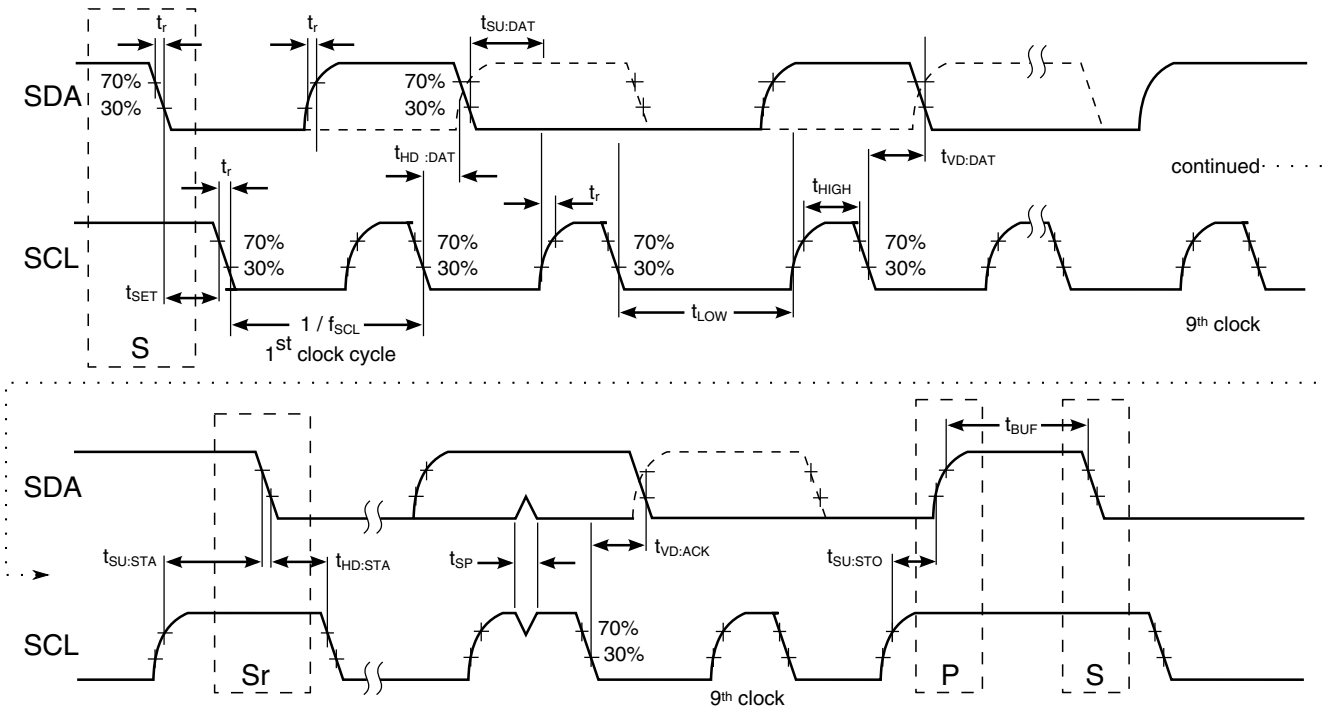 tr tr tSU:DAT
70% 70%
SDA 30% 30%
tHD :DAT tVD:DAT
continued
tr tr tHIGH
70% 70% 70% 70%
SCL 30% 30% 30% 30%
tSET
1 / fSCL tLOW 9th clock
S 1st clock cycle
tBUF
SDA
tSU:STA tHD:STA tSP tVD:ACK tSU:STO
70%
SCL 30%
Sr P S
9th clock